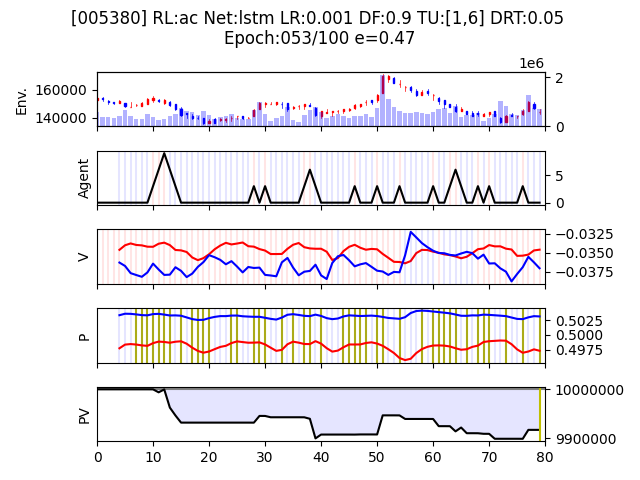 [005380] RL:ac Net:lstm LR:0.001 DF:0.9 TU:[1,6] DRT:0.05
Epoch:053/100 e=0.47
1e6
Env.
160000
140000
2
0
Agent
5
0
V
−0.0325
−0.0350
−0.0375
P
0.5025
0.5000
0.4975
PV
10000000
9900000
0 10 20 30 40 50 60 70 80